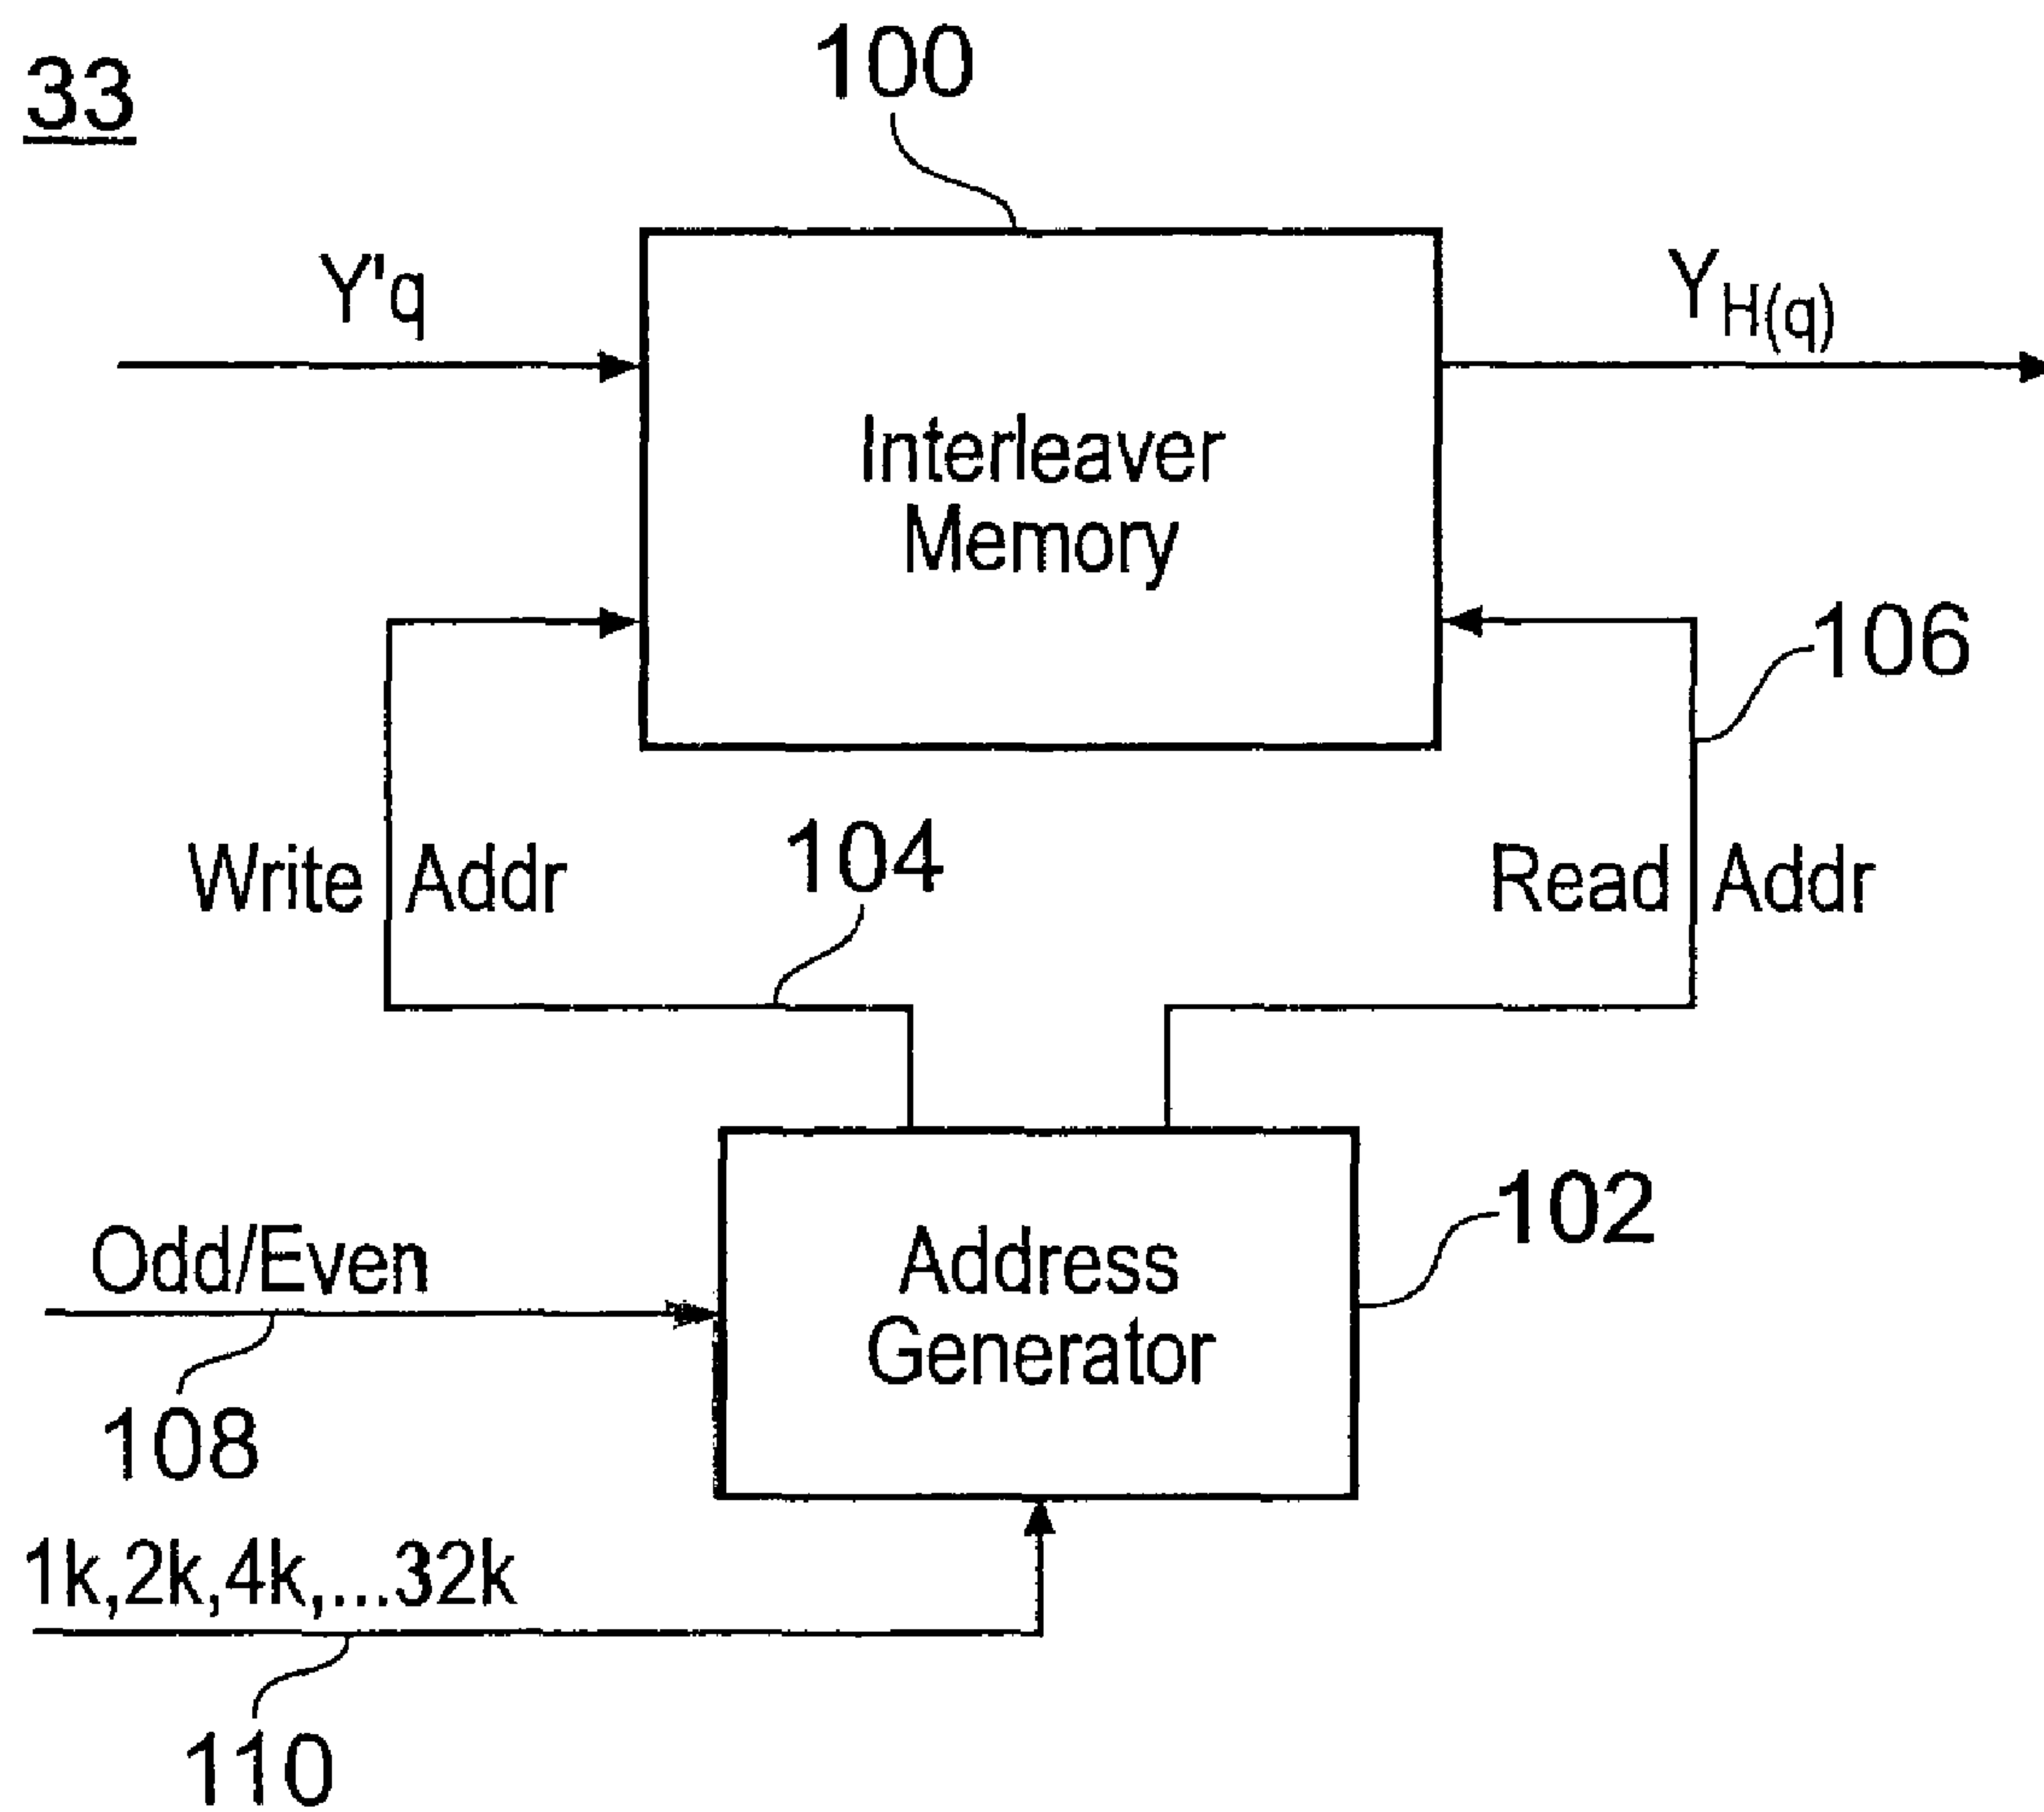 33
100
Y'q
YH(q)
Interleaver
Memory
106
Write Addr
104
Read Addr
Odd/Even
Address
Generator
102
108
1k,2k,4k,...32k
110